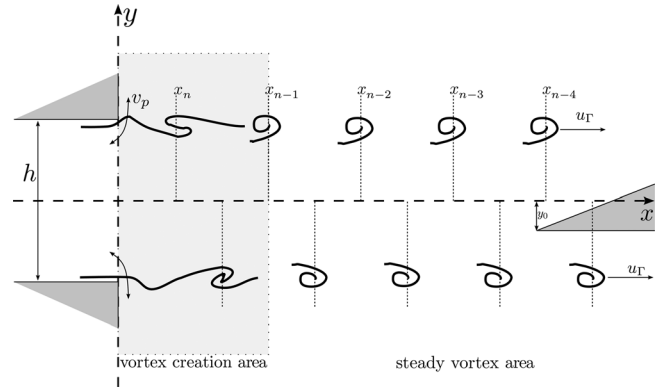 y
v_p
x_n
x_{n-1}
x_{n-2}
x_{n-3}
x_{n-4}
u_Γ
h
y_0
x
u_Γ
vortex creation area
steady vortex area